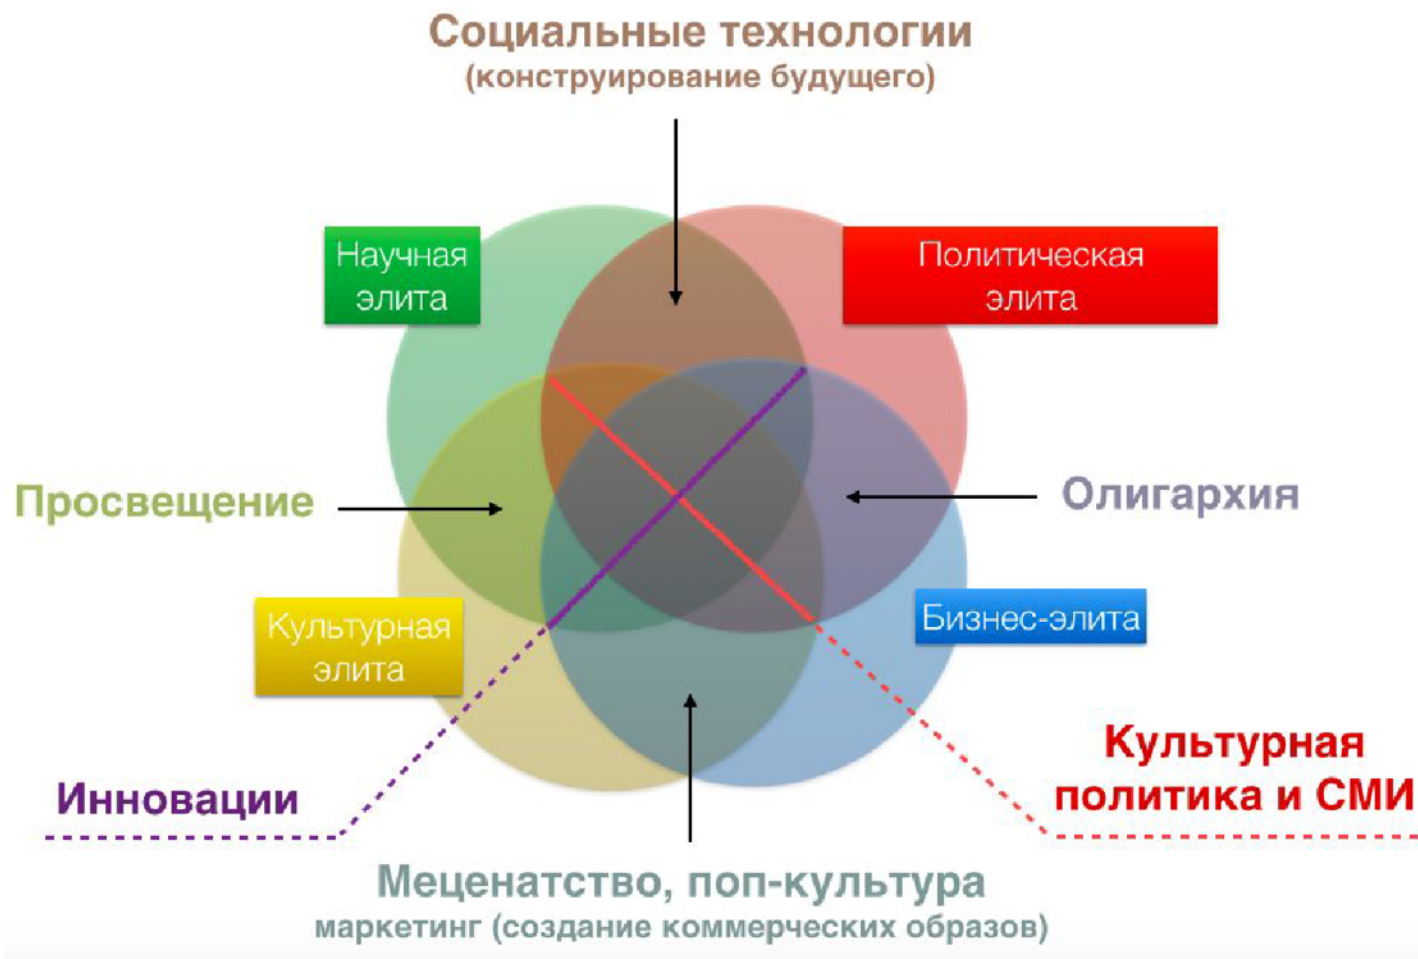 Социальные технологии
(конструирование будущего)
Научная
элита
Политическая
элита
Просвещение
Олигархия
Культурная
элита
Бизнес-элита
Инновации
Культурная
политика и СМИ
Меценатство, поп-культура
маркетинг (создание коммерческих образов)